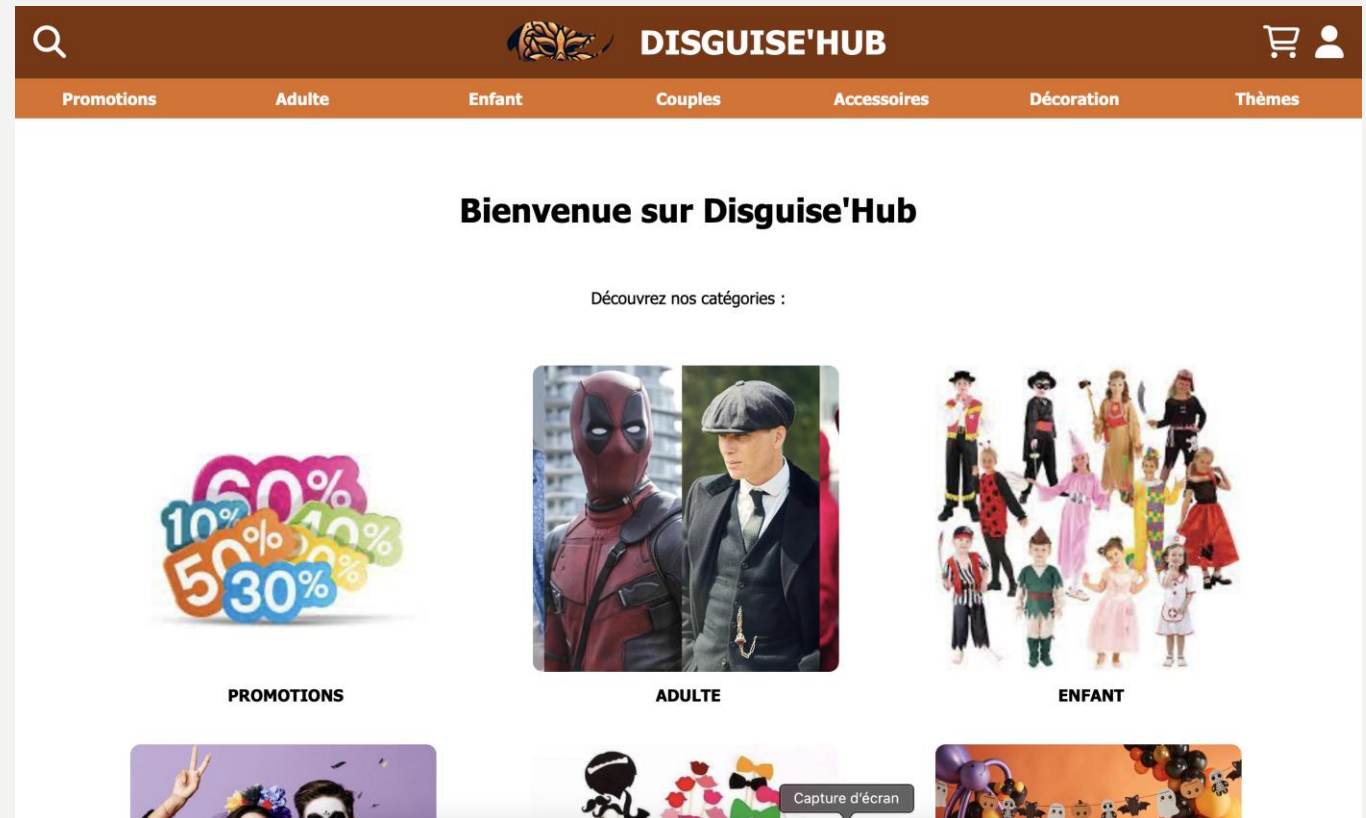 DISGUISE'HUB
Promotions Adulte Enfant Couples Accessoires Décoration Thèmes
Bienvenue sur Disguise'Hub
Découvrez nos catégories :
60%
10% 40%
50% %
30%
PROMOTIONS ADULTE ENFANT
Capture d'écran